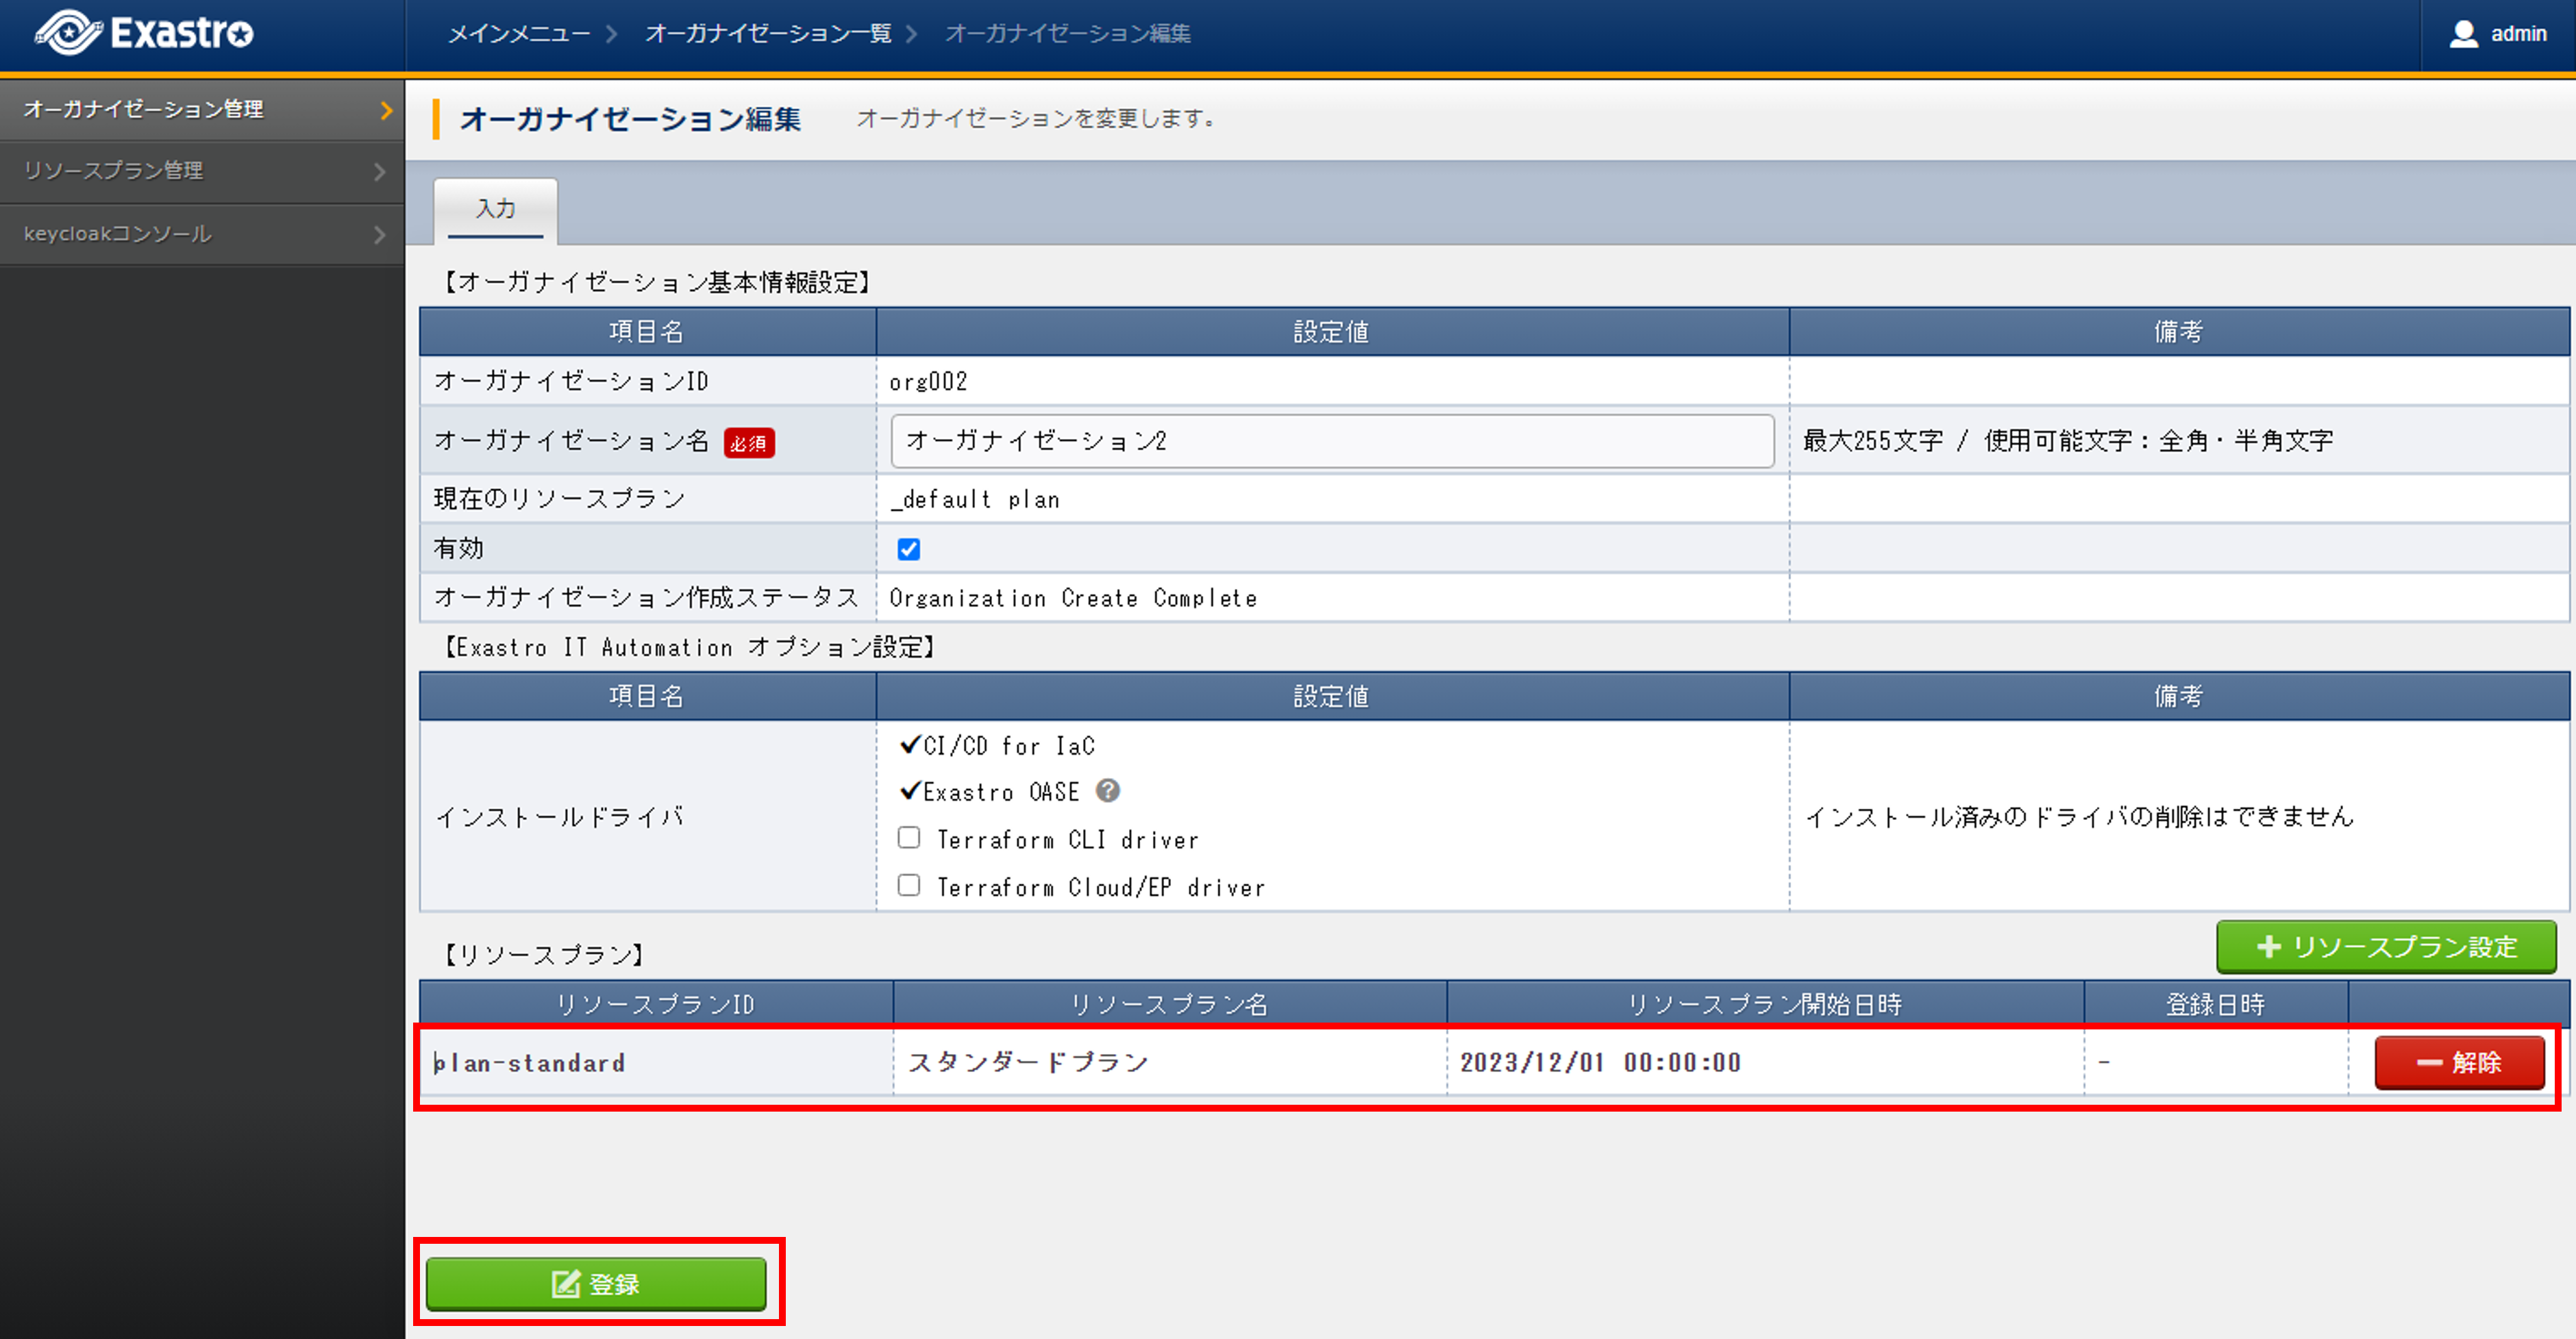 Exastro
メインメニュー オーガナイゼーション一覧 オーガナイゼーション編集
admin
オーガナイゼーション管理
リソースプラン管理
keycloakコンソール
オーガナイゼーション編集 オーガナイゼーションを変更します。
入力
【オーガナイゼーション基本情報設定】
項目名 設定値 備考
オーガナイゼーションID org002
オーガナイゼーション名 必須 オーガナイゼーション2 最大255文字 / 使用可能文字：全角・半角文字
現在のリソースプラン _default plan
有効
オーガナイゼーション作成ステータス Organization Create Complete
【Exastro IT Automation オプション設定】
項目名 設定値 備考
インストールドライバ
CI/CD for IaC
Exastro OASE ?
Terraform CLI driver
Terraform Cloud/EP driver
インストール済みのドライバの削除はできません
【リソースプラン】
リソースプラン設定
リソースプランID リソースプラン名 リソースプラン開始日時 登録日時
plan-standard スタンダードプラン 2023/12/01 00:00:00 - 解除
登録